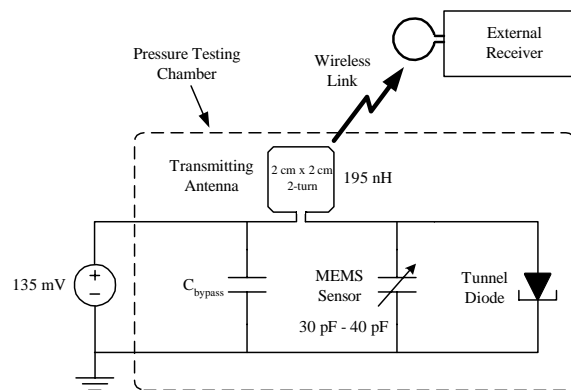 External
Receiver
Pressure Testing
Chamber
Wireless
Link
Transmitting
Antenna
2 cm x 2 cm
2-turn
195 nH
135 mV
+
−
Cbypass
MEMS
Sensor
30 pF - 40 pF
Tunnel
Diode